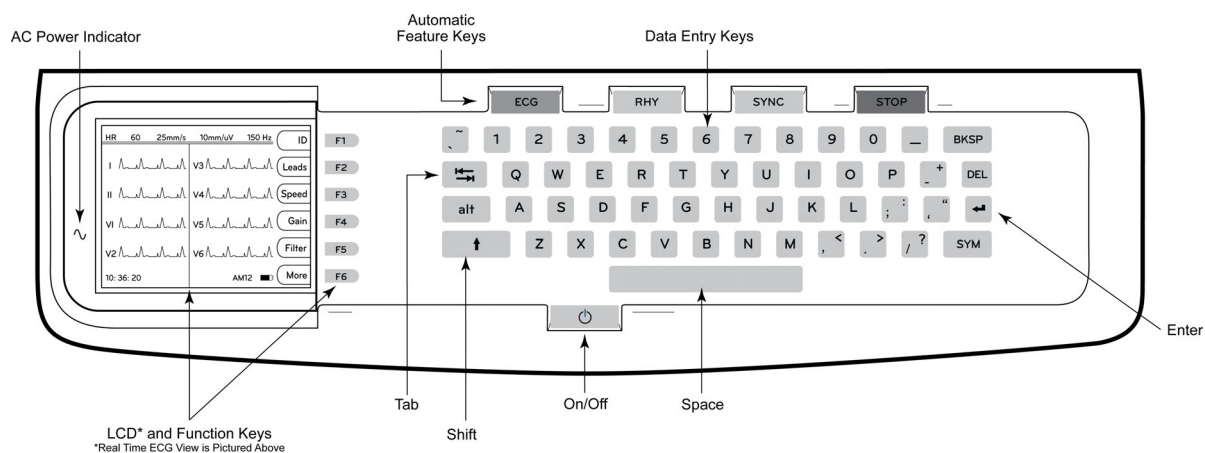 AC Power Indicator
Automatic
Feature Keys
Data Entry Keys
ECG RHY SYNC STOP
HR 60 25mm/s 10mm/uV 150 Hz ID F1
I V3 Leads F2
II V4 Speed F3
VI V5 Gain F4
V2 V6 Filter F5
10: 36: 20 AM12 More F6
~ ` 1 2 3 4 5 6 7 8 9 0 _ BKSP
Q W E R T Y U I O P - + DEL
alt A S D F G H J K L ; : ‘ “
Z X C V B N M , < . > / ? SYM
Enter
Tab
Shift
On/Off
Space
LCD* and Function Keys
*Real Time ECG View is Pictured Above